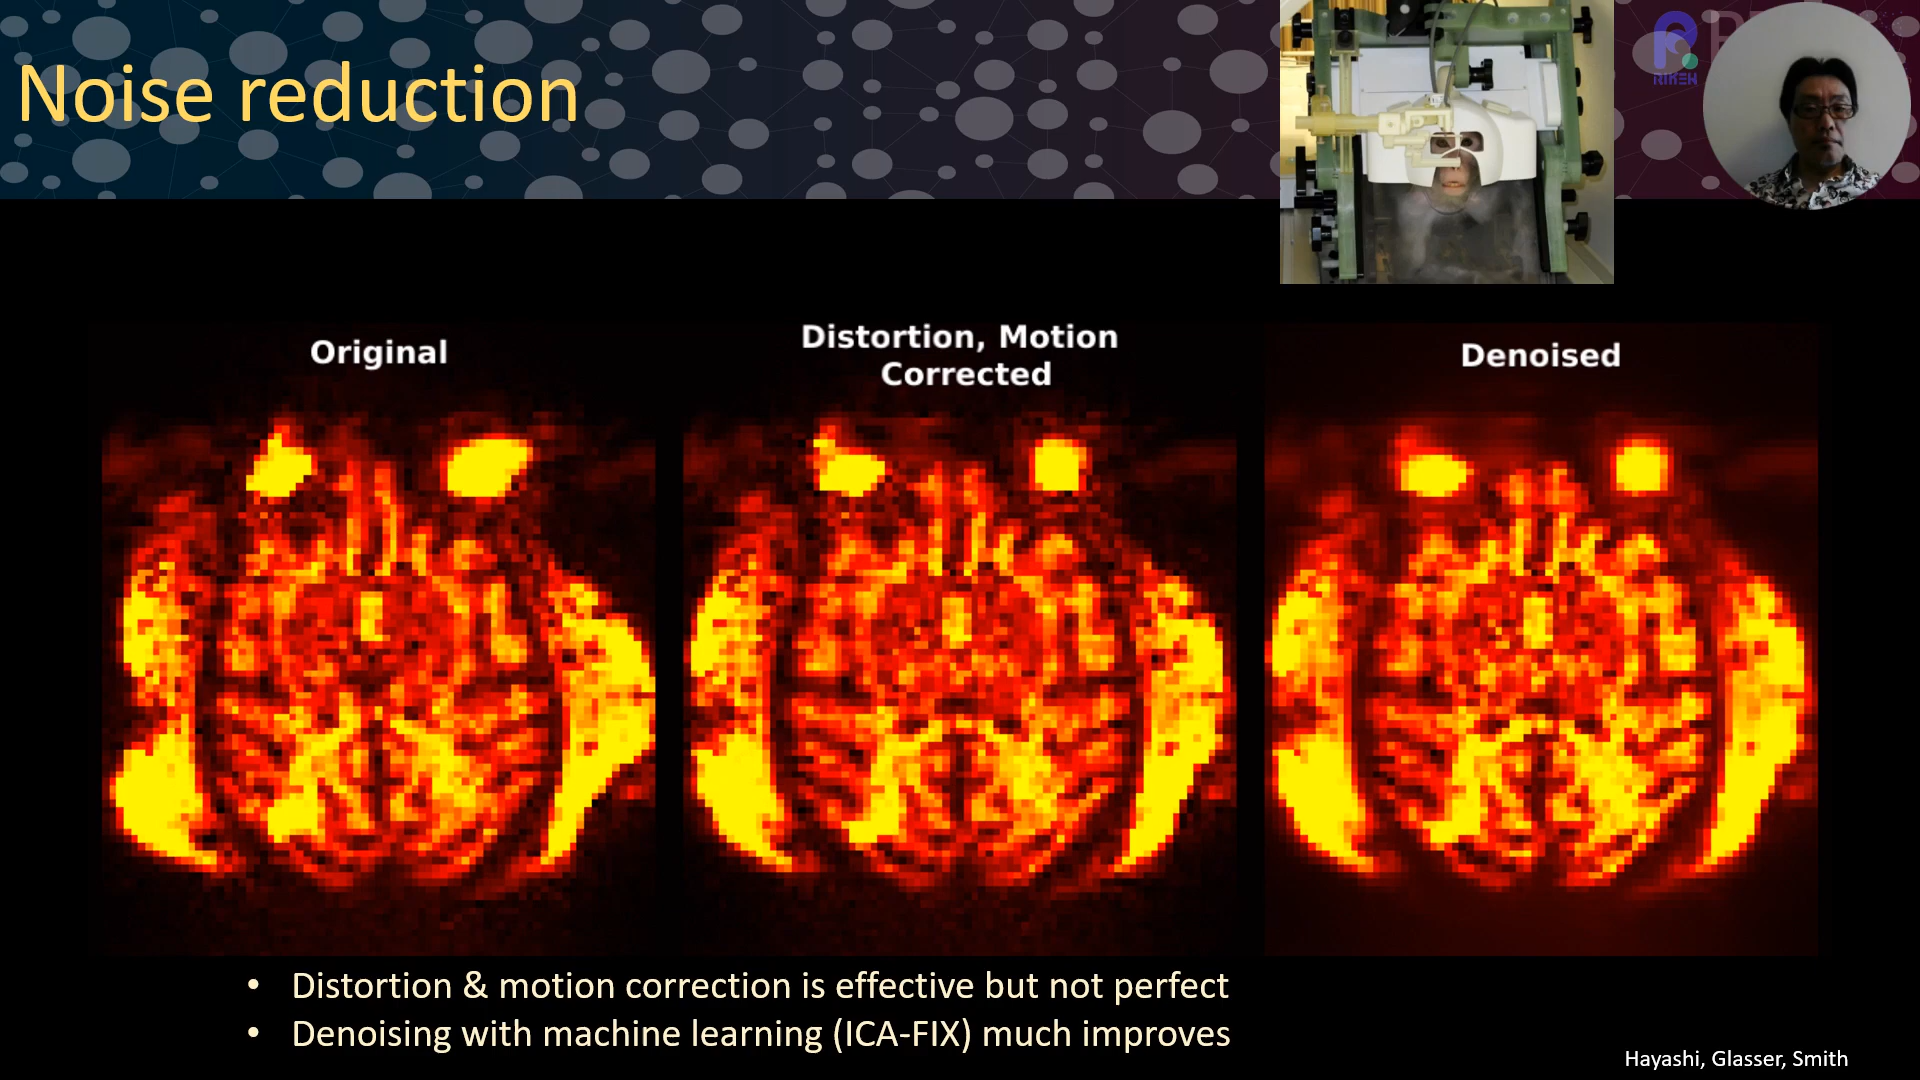 Noise reduction
RIKEN
Original
Distortion, Motion
Corrected
Denoised
• Distortion & motion correction is effective but not perfect
• Denoising with machine learning (ICA-FIX) much improves
Hayashi, Glasser, Smith